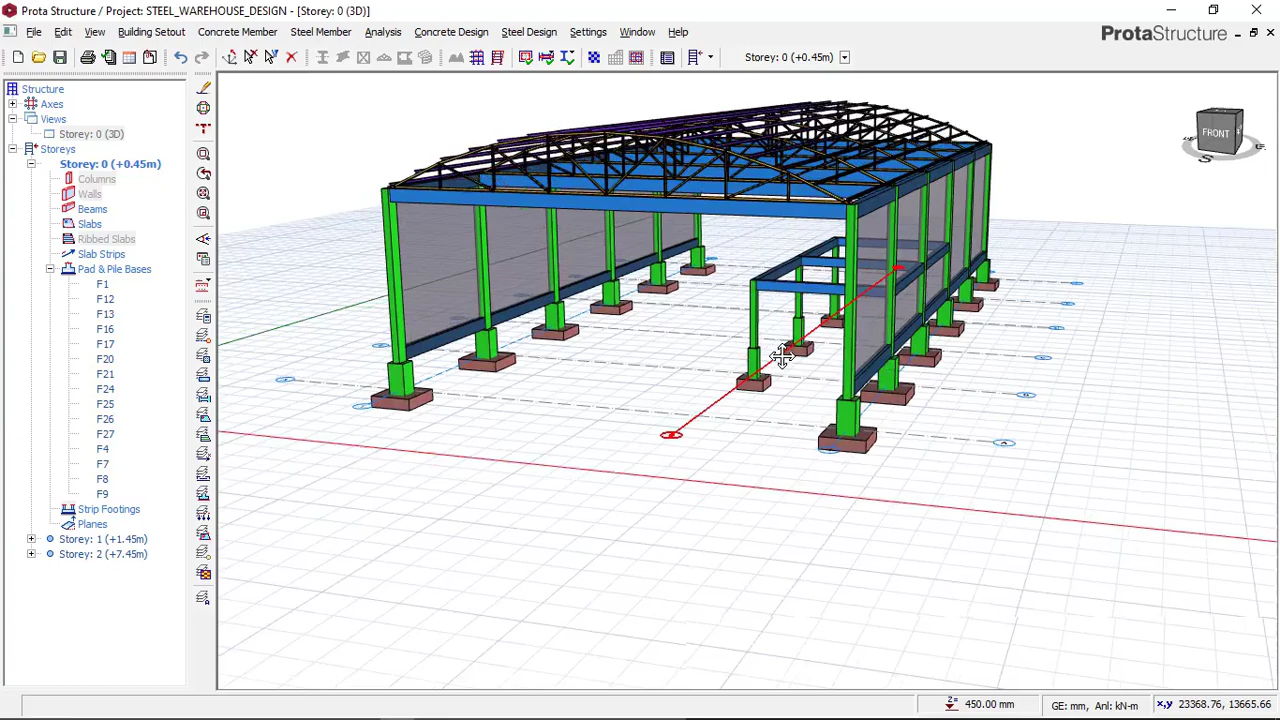 Prota Structure / Project: STEEL_WAREHOUSE_DESIGN - [Storey: 0 (3D)]
File Edit View Building Setout Concrete Member Steel Member Analysis Concrete Design Steel Design Settings Window Help
ProtaStructure
Storey: 0 (+0.45m)
Structure
Axes
Views
Storey: 0 (3D)
Storeys
Storey: 0 (+0.45m)
Columns
Walls
Beams
Slabs
Ribbed Slabs
Slab Strips
Pad & Pile Bases
F1
F12
F13
F16
F17
F20
F21
F24
F25
F26
F27
F4
F7
F8
F9
Strip Footings
Planes
Storey: 1 (+1.45m)
Storey: 2 (+7.45m)
FRONT
S
Z= 450.00 mm GE: mm, Anl: kN-m x,y 23368.76, 13665.66